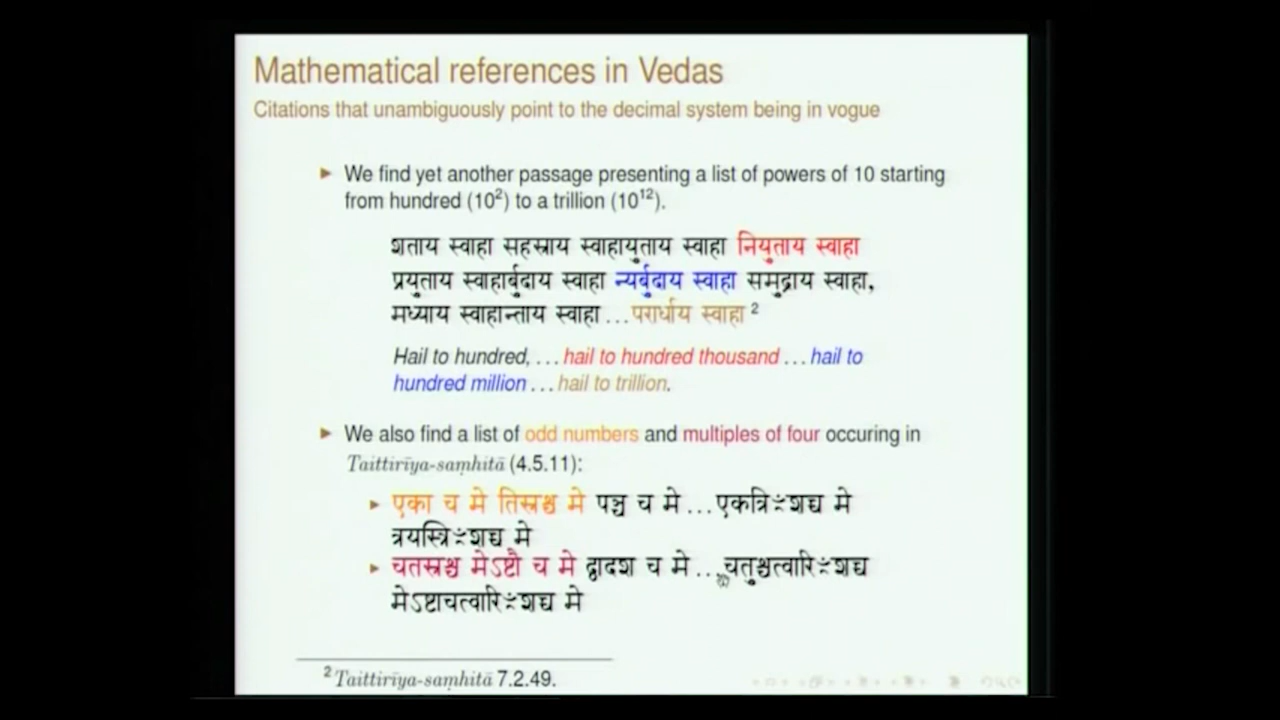 Mathematical references in Vedas
Citations that unambiguously point to the decimal system being in vogue
► We find yet another passage presenting a list of powers of 10 starting
from hundred (10²) to a trillion (10¹²).
शताय स्वाहा सहस्राय स्वाहायुताय स्वाहा नियुताय स्वाहा
प्रयुताय स्वाहार्बुदाय स्वाहा न्यर्बुदाय स्वाहा समुद्राय स्वाहा,
मध्याय स्वाहान्ताय स्वाहा ...परार्धाय स्वाहा ²
Hail to hundred, ...hail to hundred thousand ...hail to
hundred million ...hail to trillion.
► We also find a list of odd numbers and multiples of four occuring in
Taittirīya-saṃhitā (4.5.11):
► एका च मे तिस्रश्च मे पञ्च च मे ...एकत्रिꣳशच्च मे
त्रयस्त्रिꣳशच्च मे
► चतस्रश्च मेऽष्टौ च मे द्वादश च मे ...चतुश्चत्वारिꣳशच्च
मेऽष्टाचत्वारिꣳशच्च मे
² Taittirīya-saṃhitā 7.2.49.